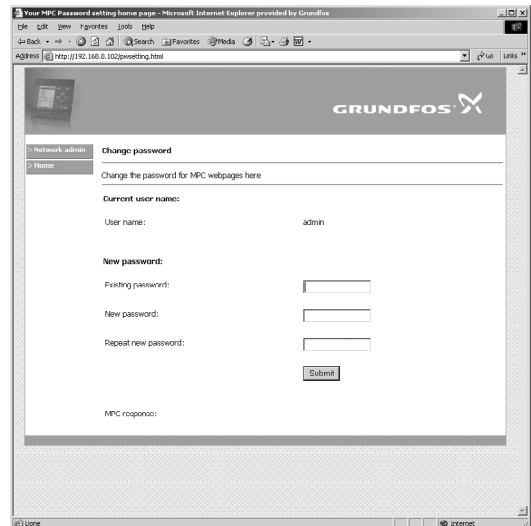 Your MPC Password setting home page - Microsoft Internet Explorer provided by Grundfos
File Edit View Favorites Tools Help
Back Search Favorites Media
Address http://192.168.0.102/pwsetting.html Go Links »
GRUNDFOS
> Network admin
> Home
Change password
Change the password for MPC webpages here
Current user name:
User name: admin
New password:
Existing password:
New password:
Repeat new password:
Submit
MPC response:
Done Internet